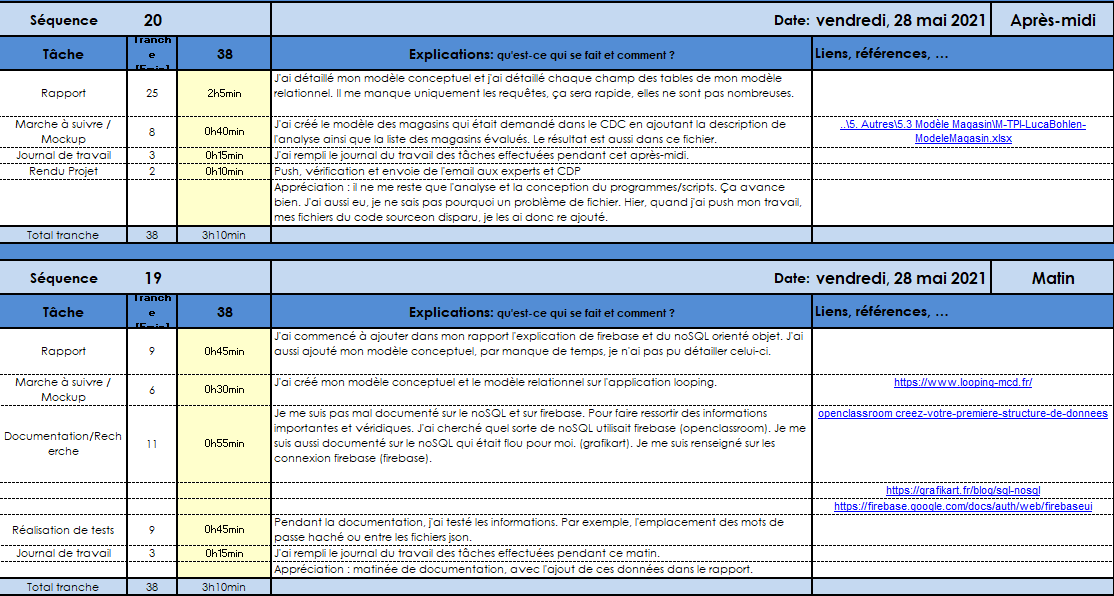 Séquence 20 Date: vendredi, 28 mai 2021 Après-midi
Tâche Tranche [5min] 38 Explications: qu'est-ce qui se fait et comment ? Liens, références, …
Rapport 25 2h5min J'ai détaillé mon modèle conceptuel et j'ai détaillé chaque champ des tables de mon modèle
relationnel. Il me manque uniquement les requêtes, ça sera rapide, elles ne sont pas nombreuses.
Marche à suivre / Mockup 8 0h40min J'ai créé le modèle des magasins qui était demandé dans le CDC en ajoutant la description de
l'analyse ainsi que la liste des magasins évalués. Le résultat est aussi dans ce fichier.
..\5. Autres\5.3 Modèle Magasin\M-TPI-LucaBohlen-
ModeleMagasin.xlsx
Journal de travail 3 0h15min J'ai rempli le journal du travail des tâches effectuées pendant cet après-midi.
Rendu Projet 2 0h10min Push, vérification et envoie de l'email aux experts et CDP
Appréciation : il ne me reste que l'analyse et la conception du programmes/scripts. Ça avance
bien. J'ai aussi eu, je ne sais pas pourquoi un problème de fichier. Hier, quand j'ai push mon travail,
mes fichiers du code sourceon disparu, je les ai donc re ajouté.
Total tranche 38 3h10min
Séquence 19 Date: vendredi, 28 mai 2021 Matin
Tâche Tranche [5min] 38 Explications: qu'est-ce qui se fait et comment ? Liens, références, …
Rapport 9 0h45min J'ai commencé à ajouter dans mon rapport l'explication de firebase et du noSQL orienté objet. J'ai
aussi ajouté mon modèle conceptuel, par manque de temps, je n'ai pas pu détailler celui-ci.
Marche à suivre / Mockup 6 0h30min J'ai créé mon modèle conceptuel et le modèle relationnel sur l'application looping. https://www.looping-mcd.fr/
Documentation/Recherche 11 0h55min Je me suis pas mal documenté sur le noSQL et sur firebase. Pour faire ressortir des informations
importantes et véridiques. J'ai cherché quel sorte de noSQL utilisait firebase (openclassroom). Je me
suis aussi documenté sur le noSQL qui était flou pour moi. (grafikart). Je me suis renseigné sur les
connexion firebase (firebase).
openclassroom creez-votre-premiere-structure-de-donnees
https://grafikart.fr/blog/sql-nosql
https://firebase.google.com/docs/auth/web/firebaseui
Réalisation de tests 9 0h45min Pendant la documentation, j'ai testé les informations. Par exemple, l'emplacement des mots de
passe haché ou entre les fichiers json.
Journal de travail 3 0h15min J'ai rempli le journal du travail des tâches effectuées pendant ce matin.
Appréciation : matinée de documentation, avec l'ajout de ces données dans le rapport.
Total tranche 38 3h10min